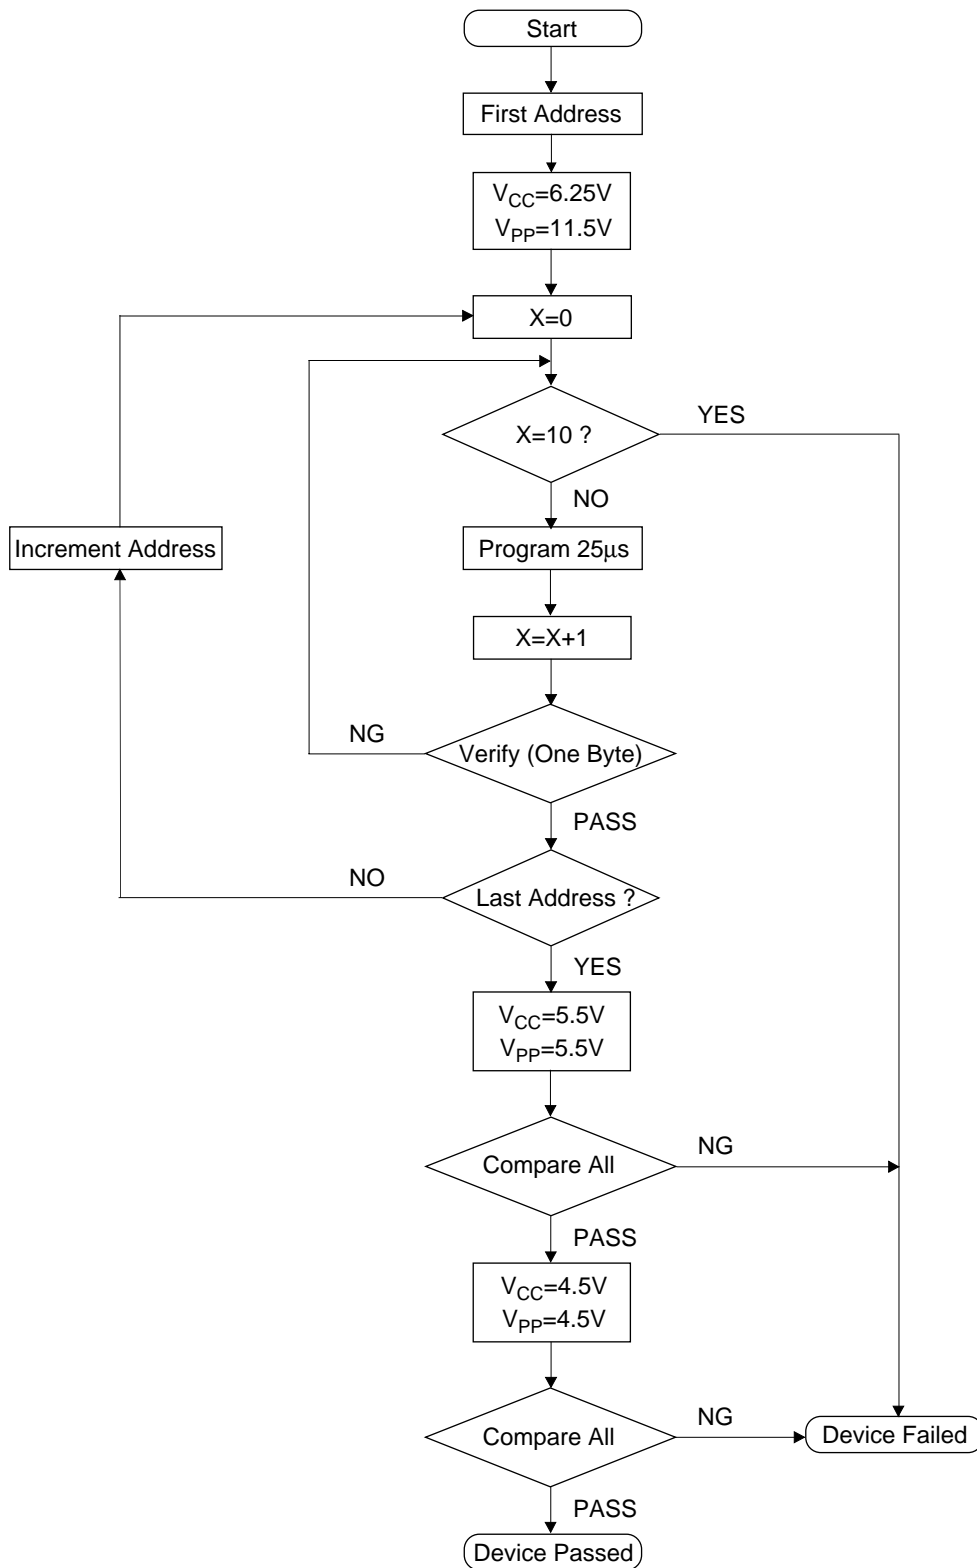 Start
First Address
VCC=6.25V
VPP=11.5V
X=0
X=10 ?
YES
NO
Increment Address
Program 25μs
X=X+1
NG
Verify (One Byte)
PASS
NO
Last Address ?
YES
VCC=5.5V
VPP=5.5V
Compare All
NG
PASS
VCC=4.5V
VPP=4.5V
Compare All
NG
Device Failed
PASS
Device Passed